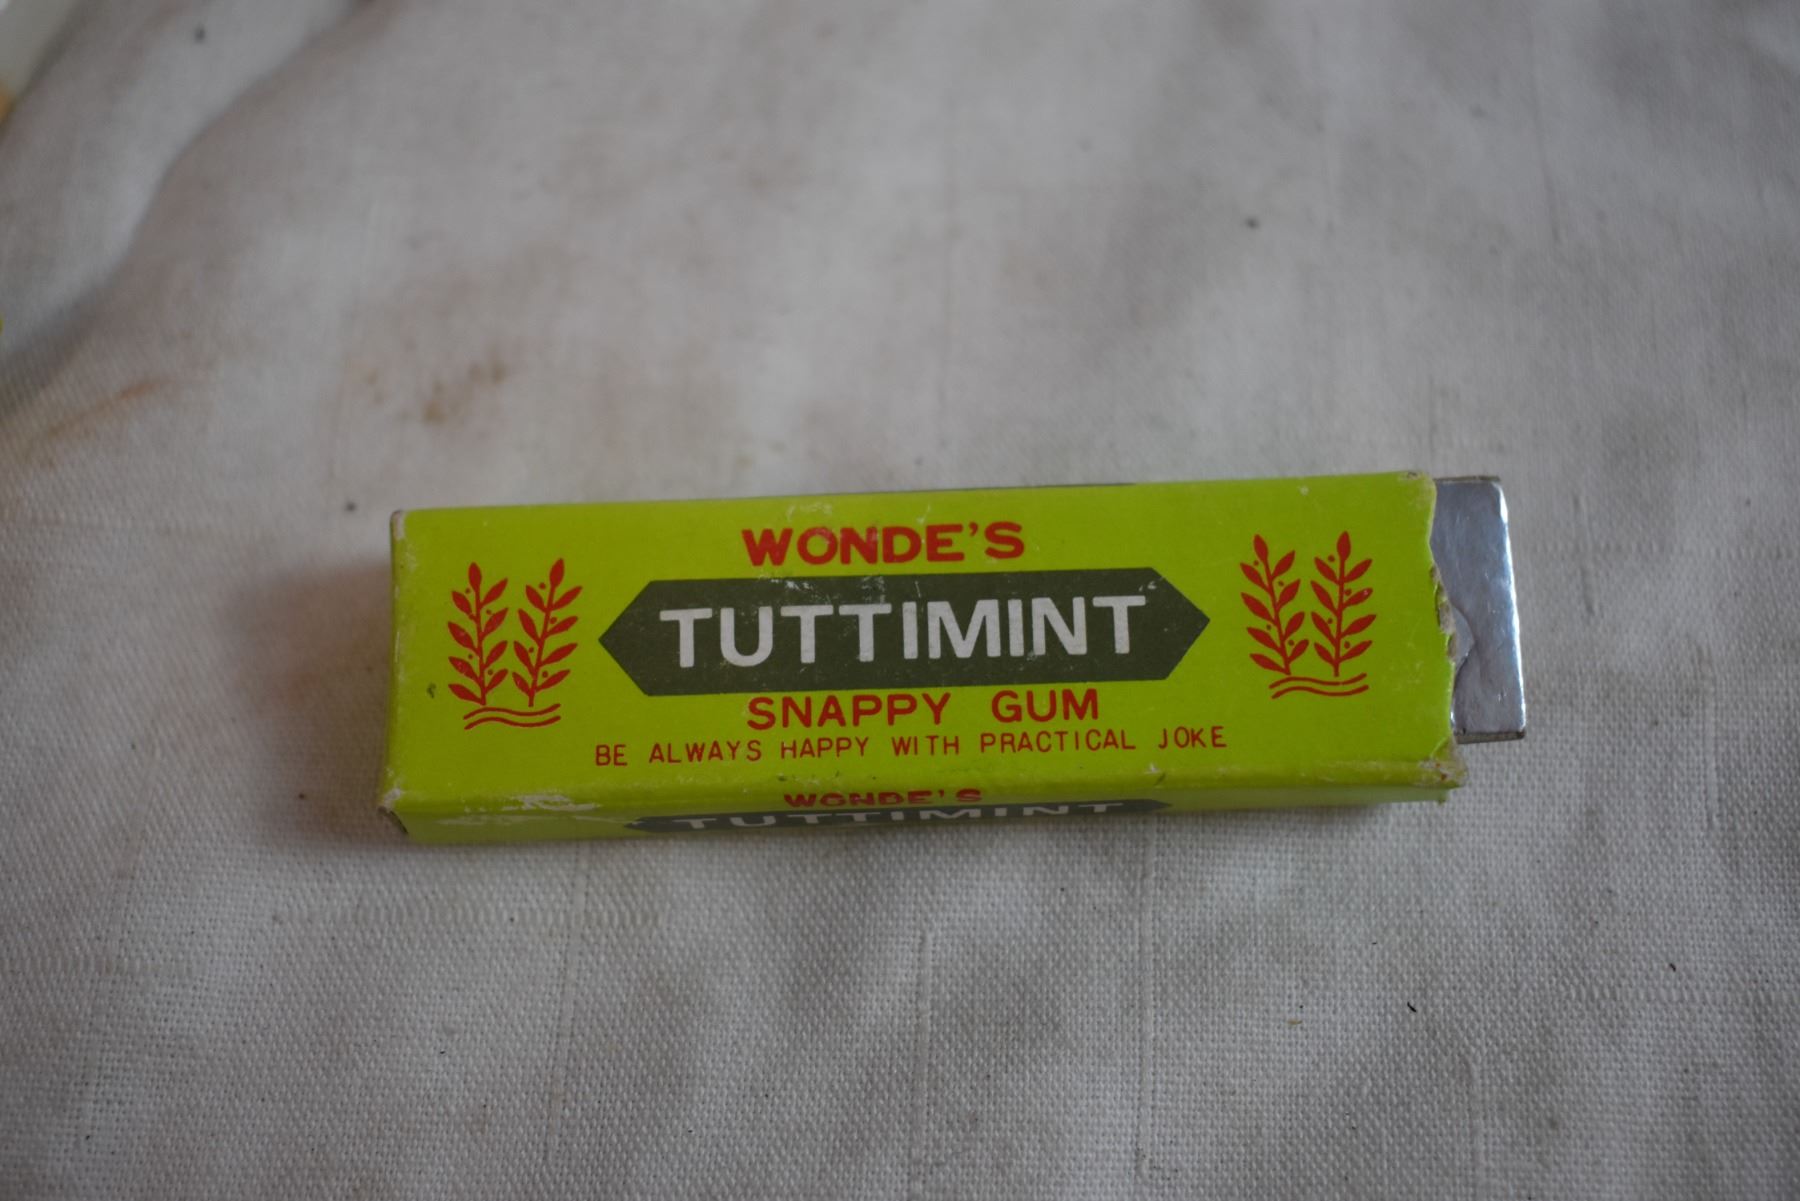 WONDE'S
TUTTIMINT
SNAPPY GUM
BE ALWAYS HAPPY WITH PRACTICAL JOKE
WONDE'S
TUTTIMINT